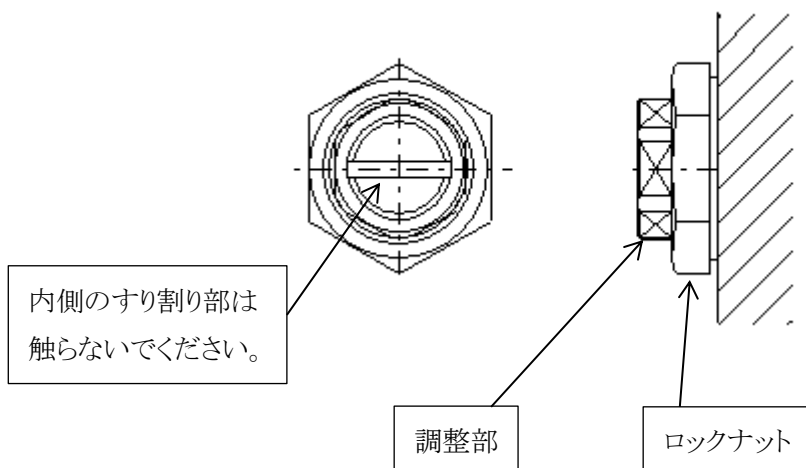 内側のすり割り部は
触らないでください。
調整部
ロックナット